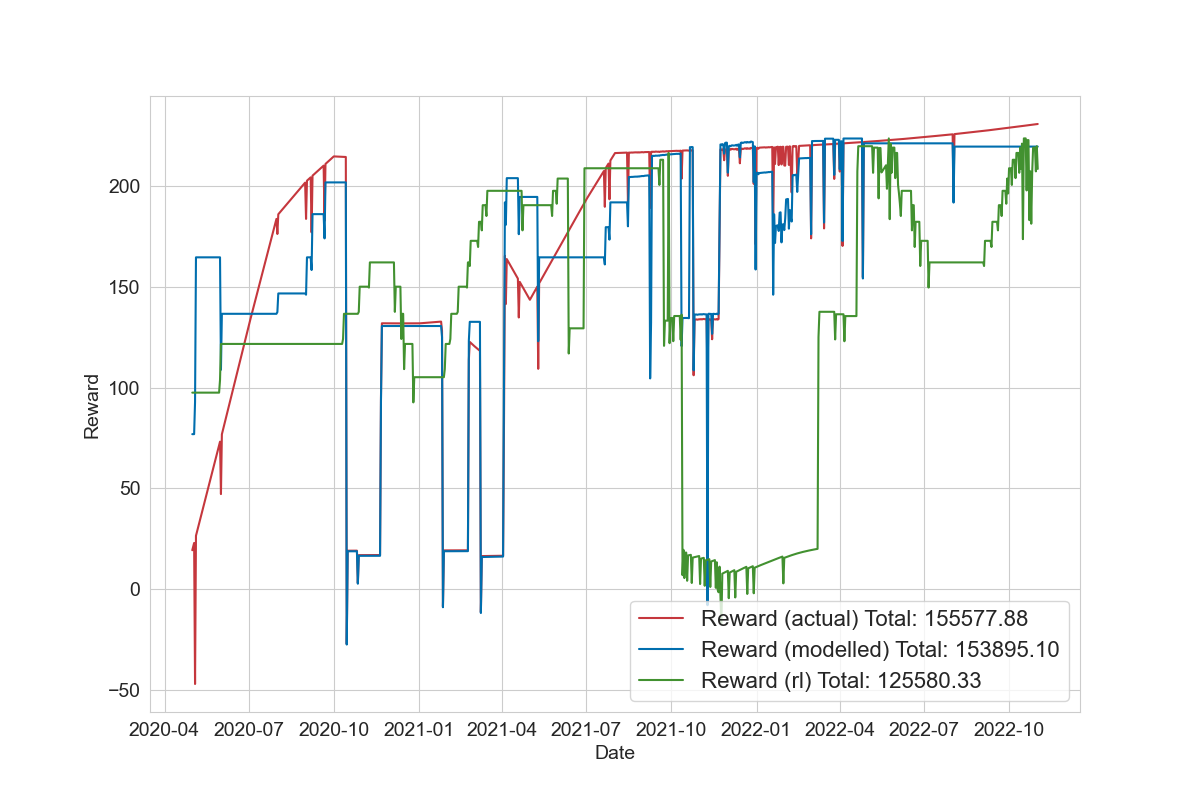 200
150
100
50
0
−50
Reward
2020-04 2020-07 2020-10 2021-01 2021-04 2021-07 2021-10 2022-01 2022-04 2022-07 2022-10
Date
Reward (actual) Total: 155577.88
Reward (modelled) Total: 153895.10
Reward (rl) Total: 125580.33